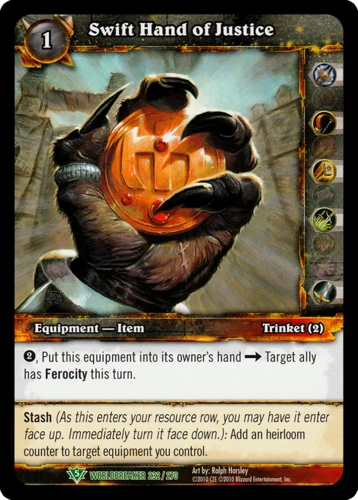 1
Swift Hand of Justice
Equipment — Item
Trinket (2)
2, Put this equipment into its owner's hand ➞ Target ally
has Ferocity this turn.
Stash (As this enters your resource row, you may have it enter
face up. Immediately turn it face down.): Add an heirloom
counter to target equipment you control.
5
WORLDBREAKER 232 / 270
Art by: Ralph Horsley
©2010 CZE ©2010 Blizzard Entertainment, Inc.